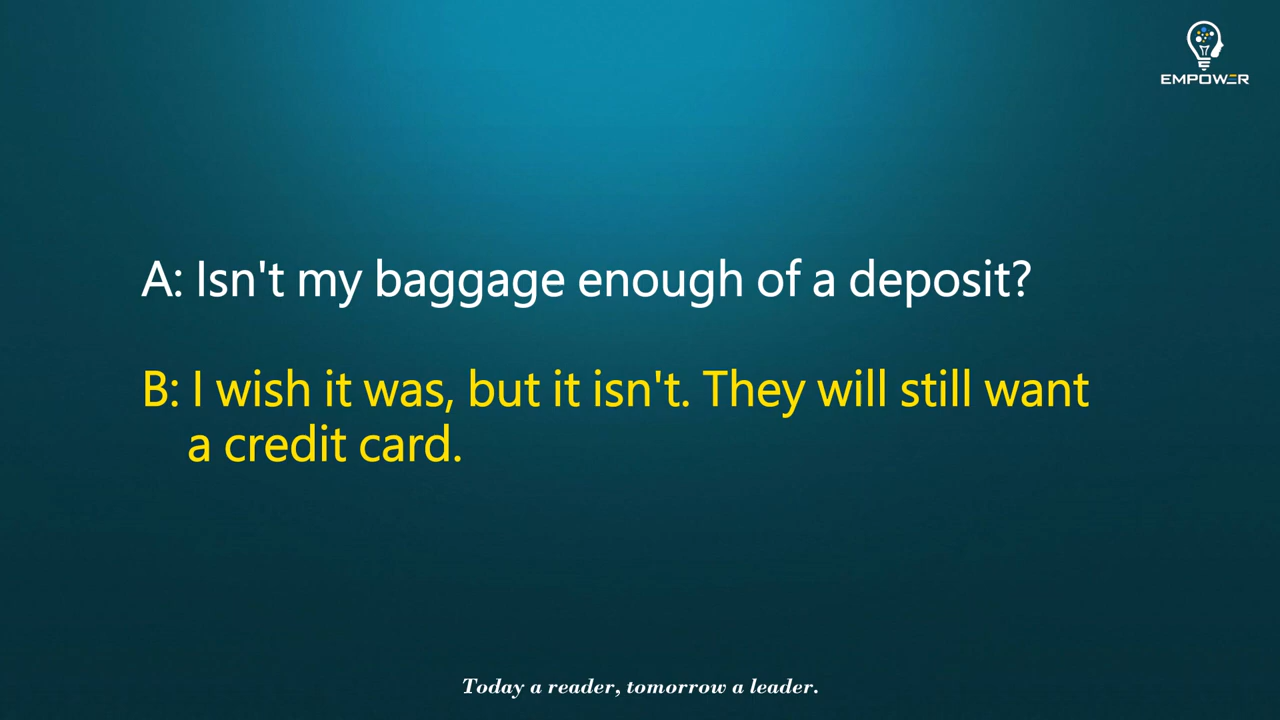 EMPOWER
A: Isn't my baggage enough of a deposit?
B: I wish it was, but it isn't. They will still want
a credit card.
Today a reader, tomorrow a leader.